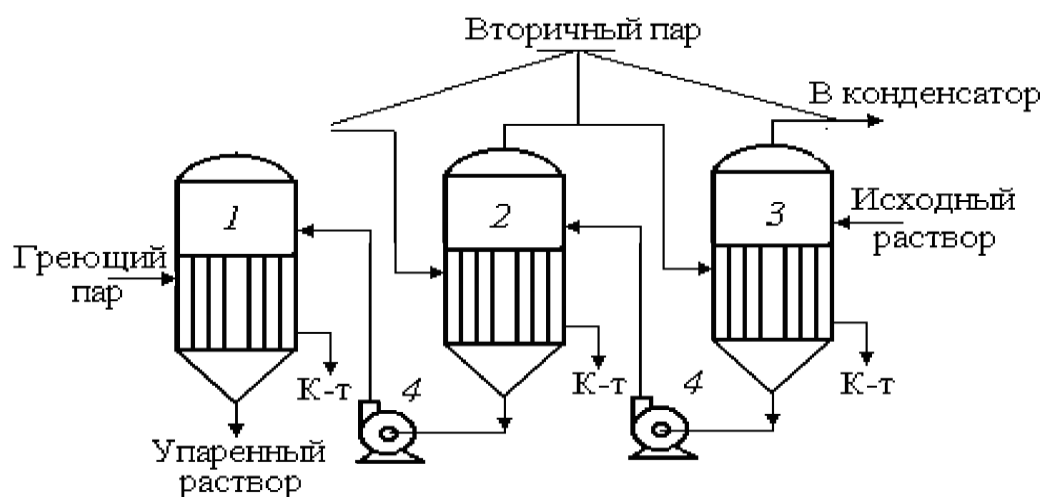 Вторичный пар
В конденсатор
1
2
3
Исходный
раствор
Греющий
пар
К-т
4
К-т
4
К-т
Упаренный
раствор